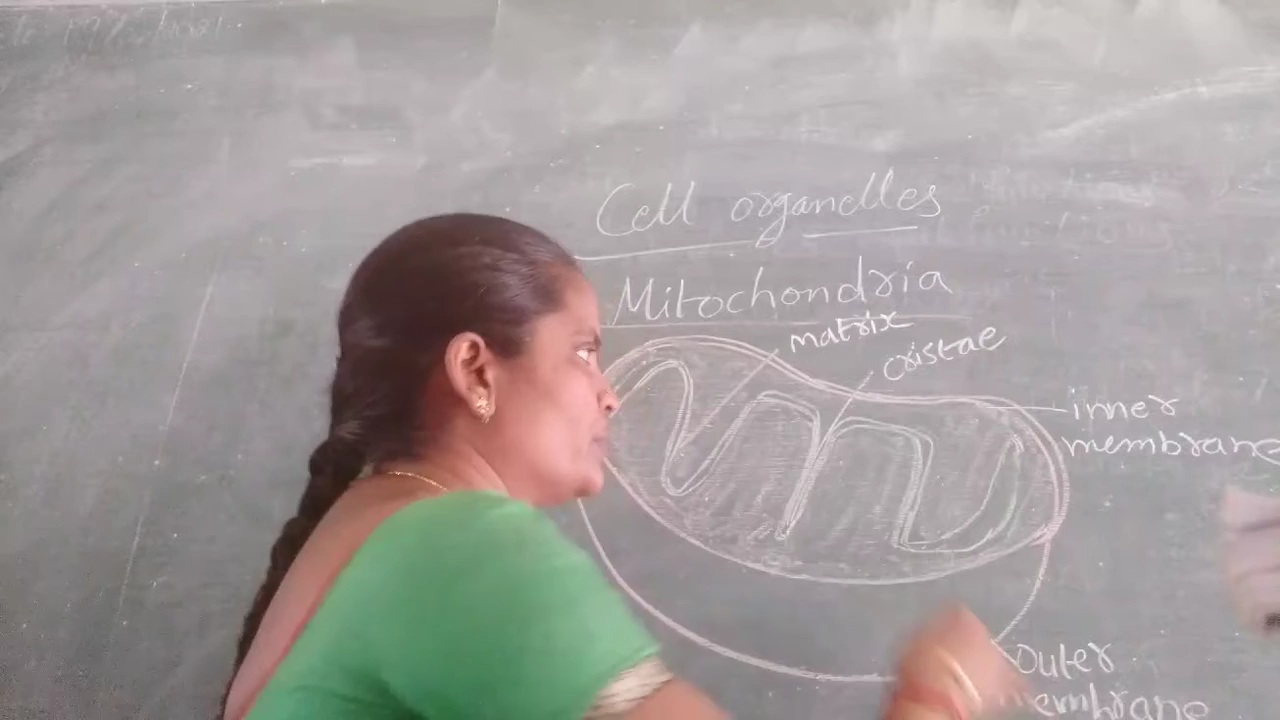 Cell organelles
Mitochondria
matrix
cristae
inner
membrane
outer
membrane